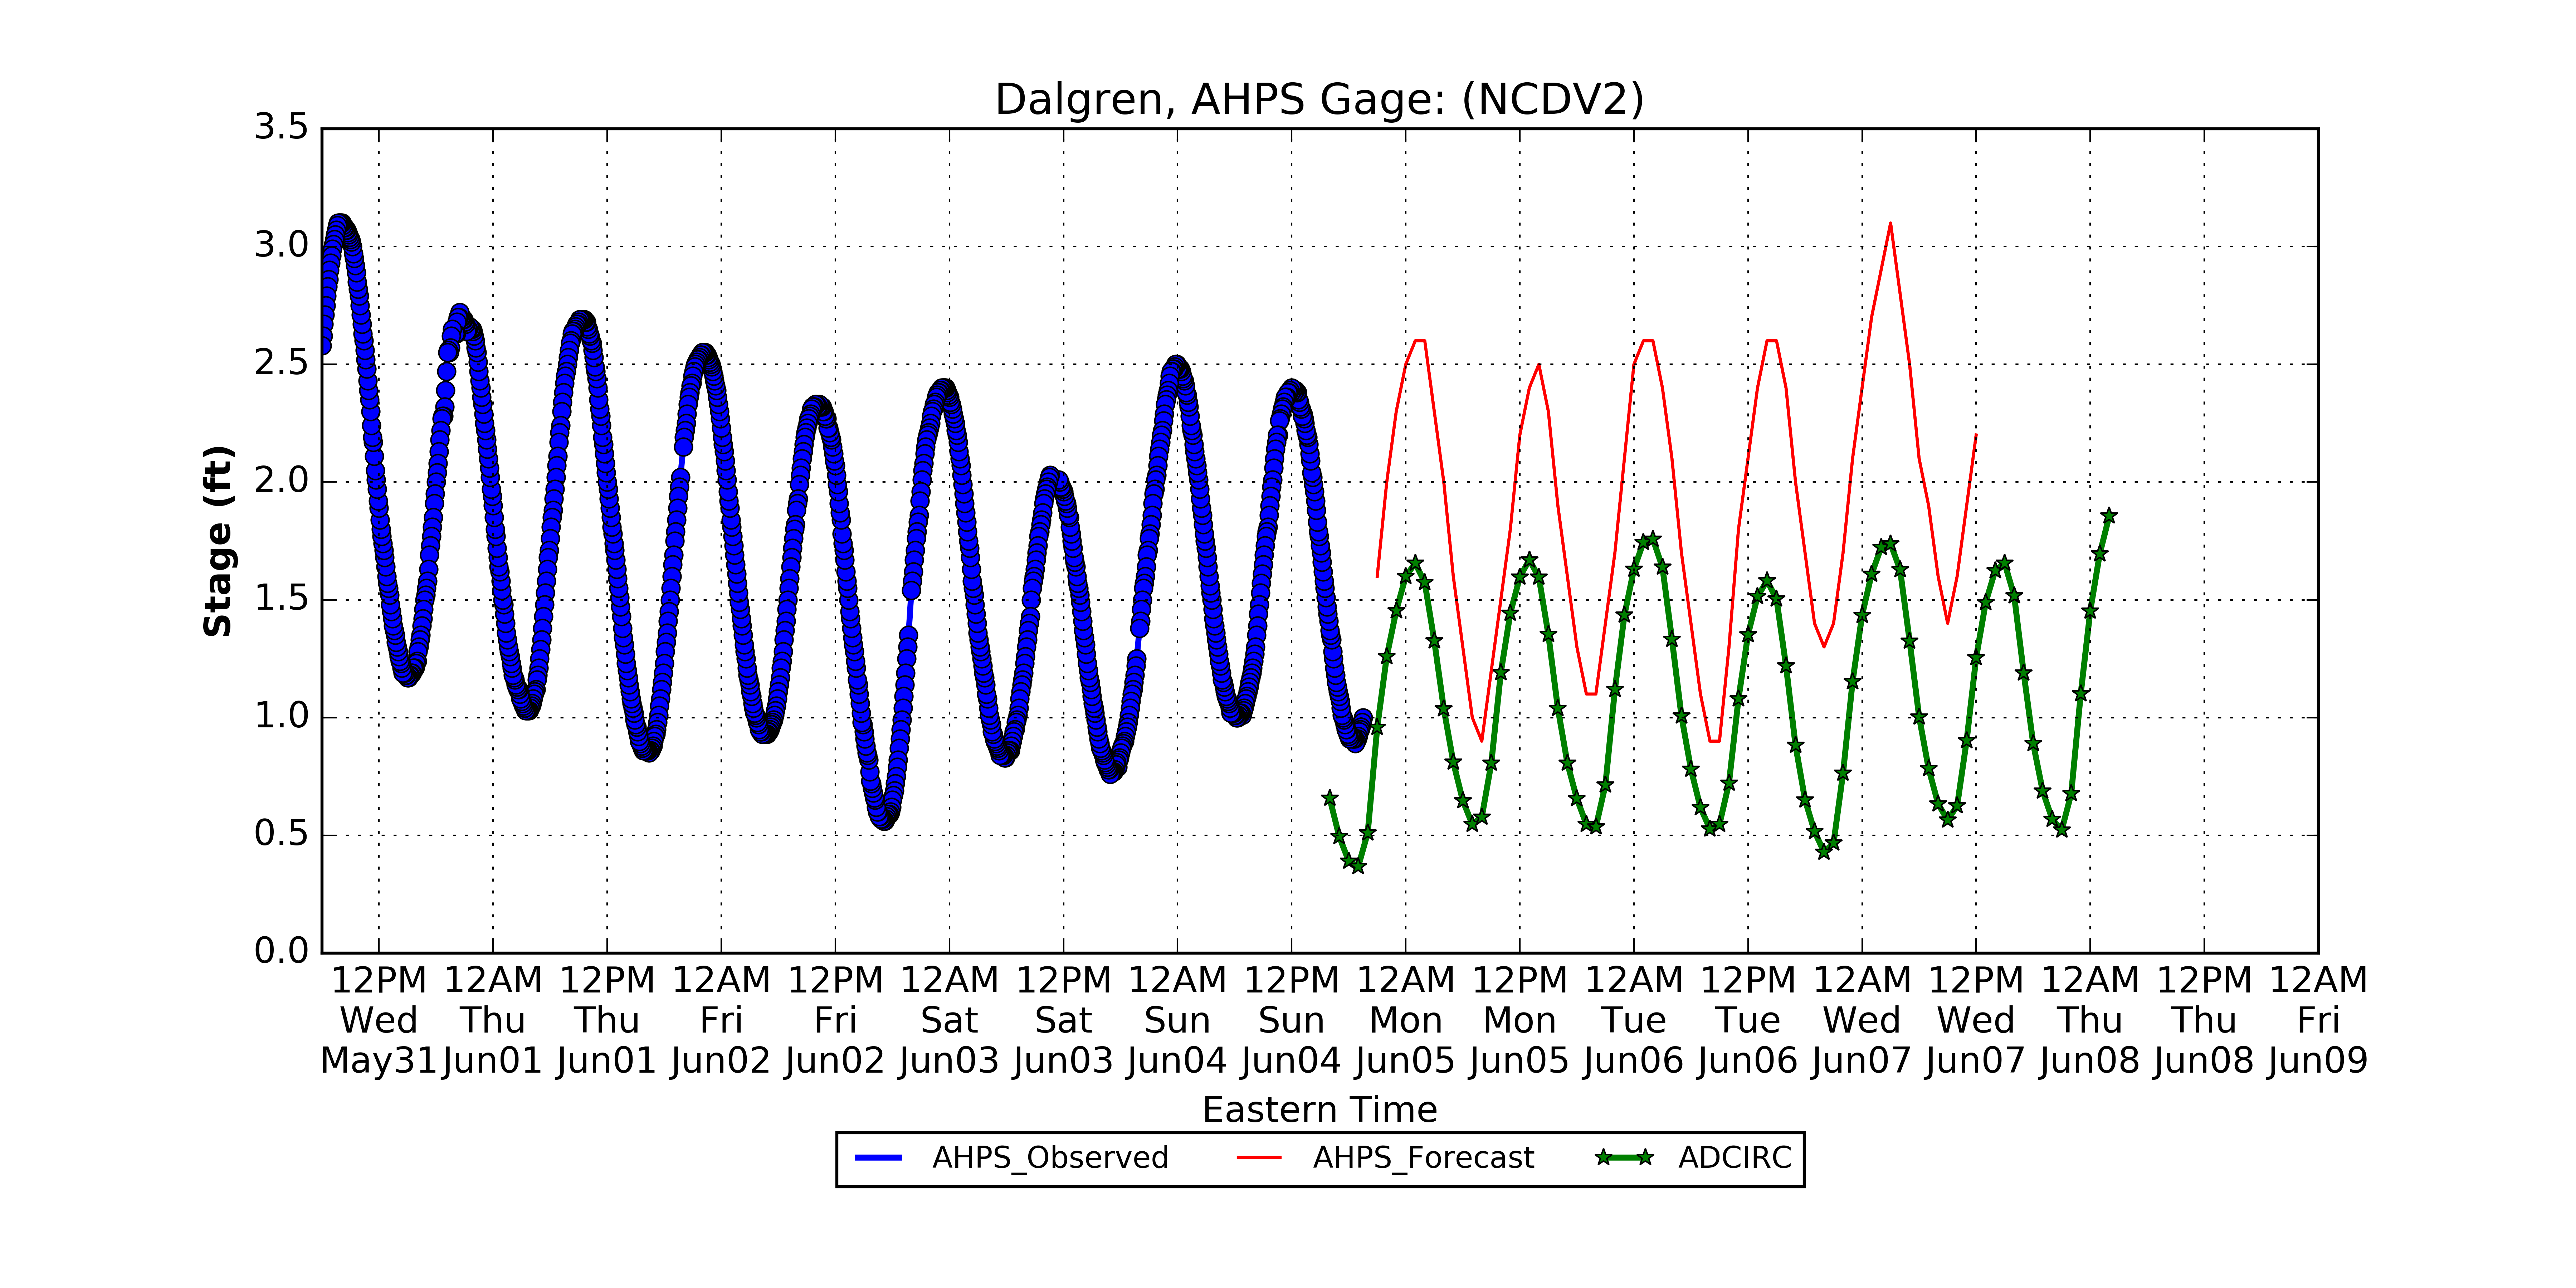 Dalgren, AHPS Gage: (NCDV2)
3.5
3.0
2.5
2.0
1.5
1.0
0.5
0.0
Stage (ft)
12PM 12AM 12PM 12AM 12PM 12AM 12PM 12AM 12PM 12AM 12PM 12AM 12PM 12AM 12PM 12AM 12PM 12AM
Wed Thu Thu Fri Fri Sat Sat Sun Sun Mon Mon Tue Tue Wed Wed Thu Thu Fri
May31 Jun01 Jun01 Jun02 Jun02 Jun03 Jun03 Jun04 Jun04 Jun05 Jun05 Jun06 Jun06 Jun07 Jun07 Jun08 Jun08 Jun09
Eastern Time
AHPS_Observed AHPS_Forecast ADCIRC